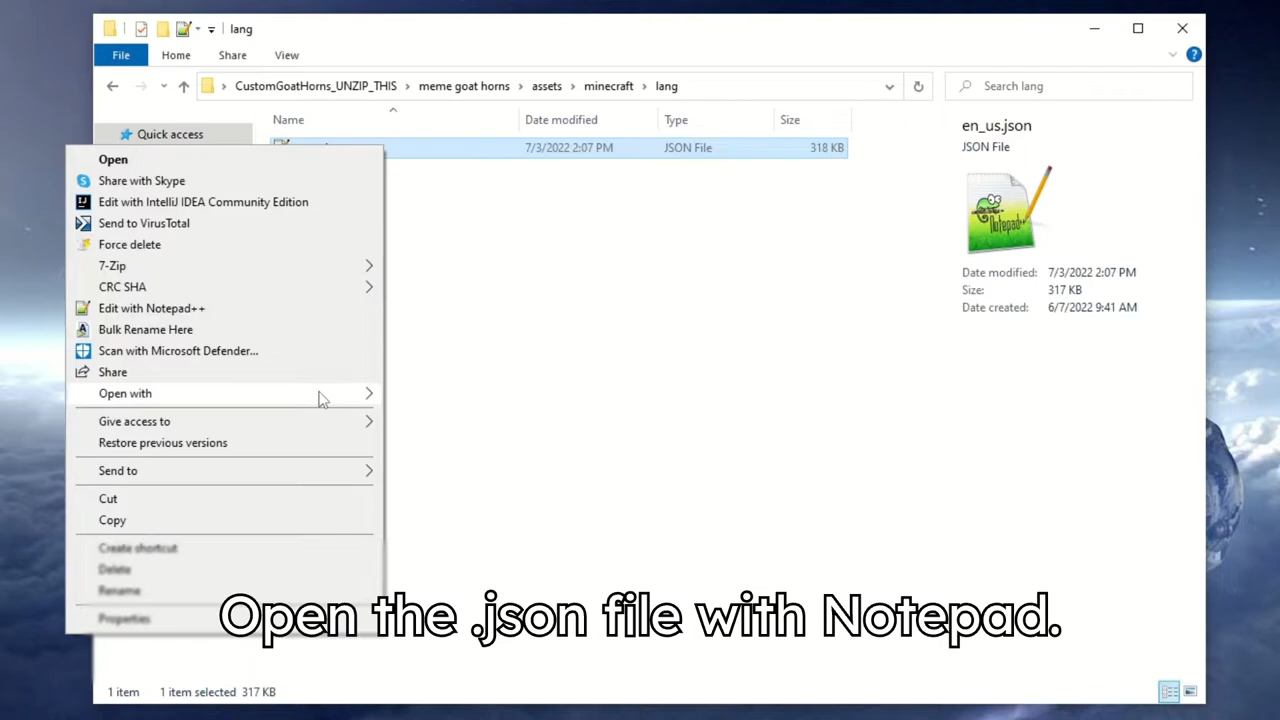 lang
File Home Share View
CustomGoatHorns_UNZIP_THIS > meme goat horns > assets > minecraft > lang
Search lang
Name Date modified Type Size
Quick access
7/3/2022 2:07 PM JSON File 318 KB
en_us.json
JSON File
Notepad++
Date modified: 7/3/2022 2:07 PM
Size: 317 KB
Date created: 6/7/2022 9:41 AM
Open
Share with Skype
Edit with IntelliJ IDEA Community Edition
Send to VirusTotal
Force delete
7-Zip
CRC SHA
Edit with Notepad++
Bulk Rename Here
Scan with Microsoft Defender...
Share
Open with
Give access to
Restore previous versions
Send to
Cut
Copy
Create shortcut
Delete
Rename
Properties
Open the .json file with Notepad.
1 item 1 item selected 317 KB